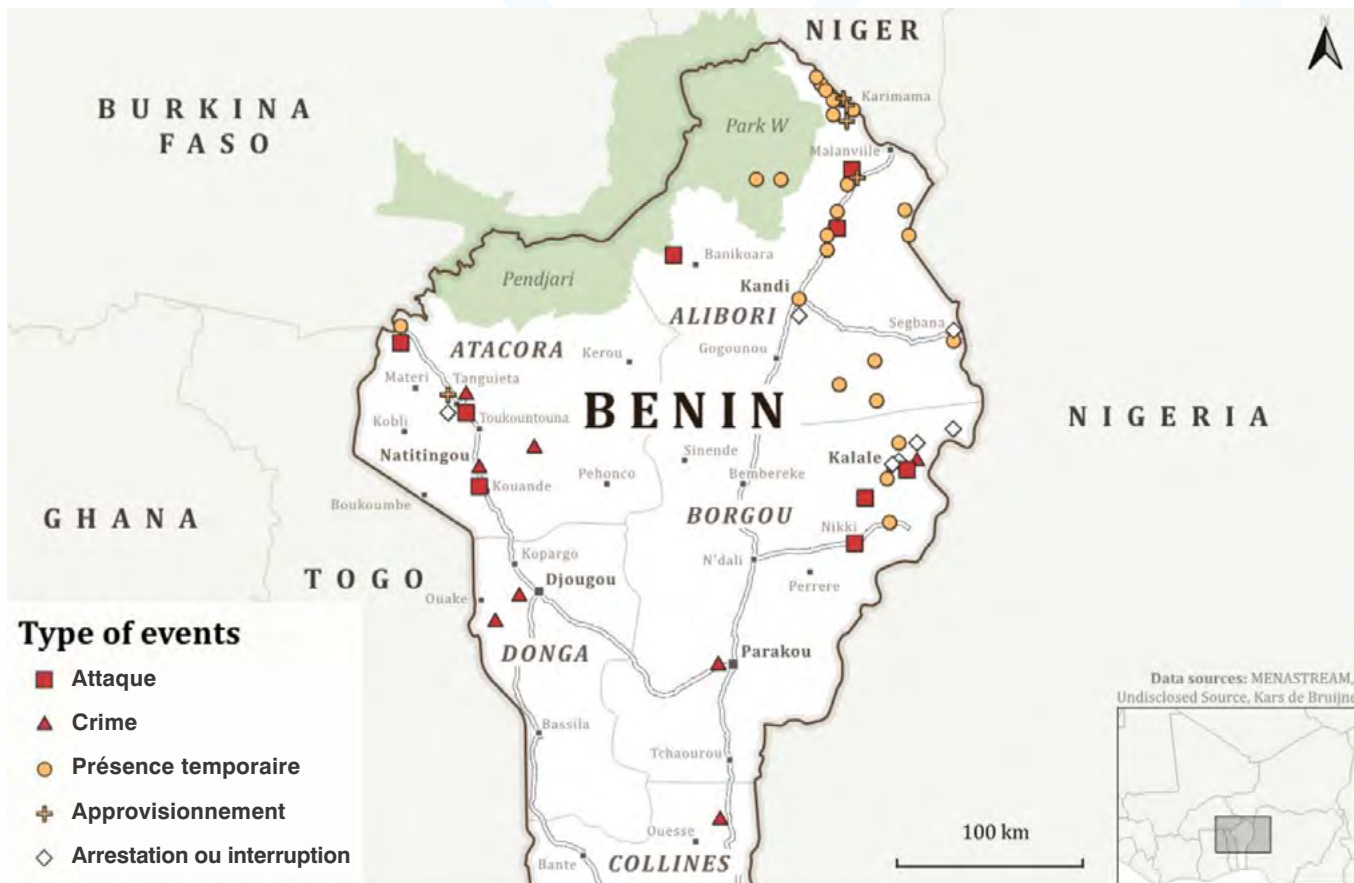 NIGER
N
BURKINA
FASO
Karimama
Park W
Malanville
Banikoara
Pendjari
Kandi
ALIBORI
Segbana
ATACORA
Kerou
Gogounou
Materi
Tanguieta
BENIN
Toukountouna
NIGERIA
Kobli
Natitingou
Sinende
Kalale
Pehonco
Bembereke
Kouande
Boukoumbe
GHANA
BORGOU
Nikki
Kopargo
N'dali
TOGO
Djougou
Perrere
Ouake
Type of events
DONGA
Parakou
Attaque
Data sources: MENASTREAM,
Undisclosed Source, Kars de Bruijne
Crime
Bassila
Tchaourou
Présence temporaire
Approvisionnement
Ouesse
100 km
Arrestation ou interruption
Bante
COLLINES